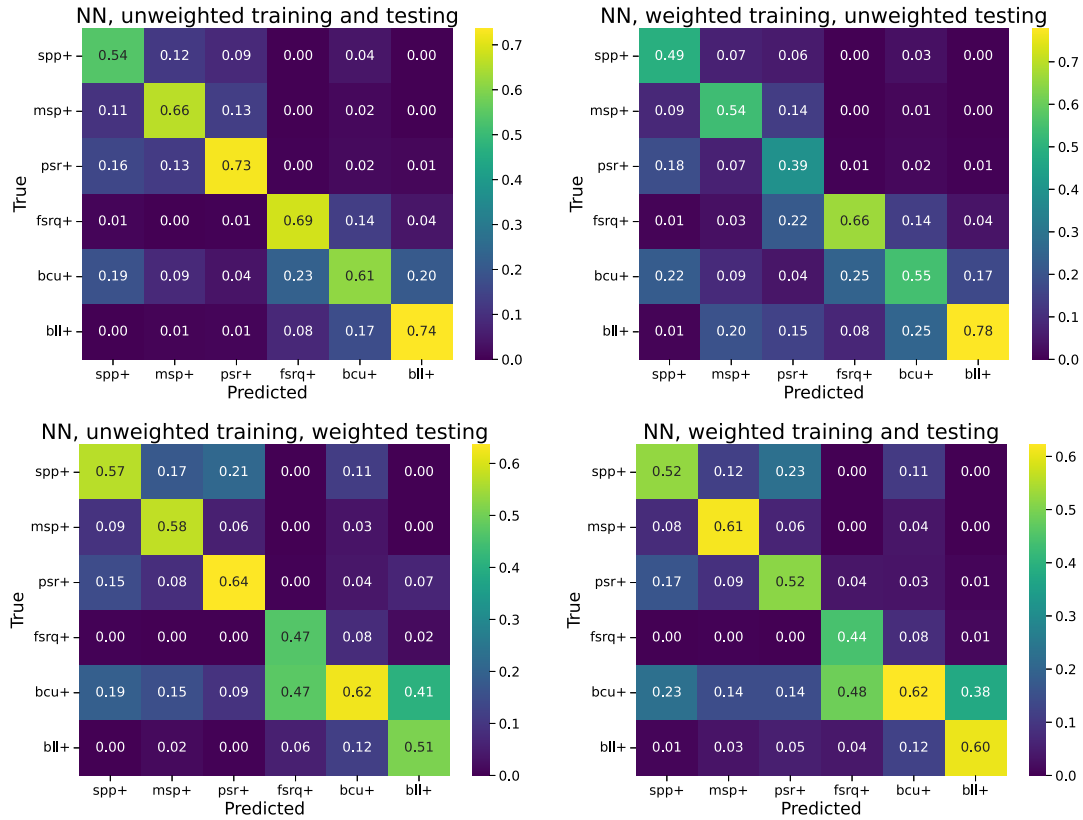 NN, unweighted training and testing
spp+ 0.54 0.12 0.09 0.00 0.04 0.00
msp+ 0.11 0.66 0.13 0.00 0.02 0.00
psr+ 0.16 0.13 0.73 0.00 0.02 0.01
fsrq+ 0.01 0.00 0.01 0.69 0.14 0.04
bcu+ 0.19 0.09 0.04 0.23 0.61 0.20
bll+ 0.00 0.01 0.01 0.08 0.17 0.74
spp+ msp+ psr+ fsrq+ bcu+ bll+
Predicted
True
0.7
0.6
0.5
0.4
0.3
0.2
0.1
0.0
NN, weighted training, unweighted testing
spp+ 0.49 0.07 0.06 0.00 0.03 0.00
msp+ 0.09 0.54 0.14 0.00 0.01 0.00
psr+ 0.18 0.07 0.39 0.01 0.02 0.01
fsrq+ 0.01 0.03 0.22 0.66 0.14 0.04
bcu+ 0.22 0.09 0.04 0.25 0.55 0.17
bll+ 0.01 0.20 0.15 0.08 0.25 0.78
spp+ msp+ psr+ fsrq+ bcu+ bll+
Predicted
True
0.7
0.6
0.5
0.4
0.3
0.2
0.1
0.0
NN, unweighted training, weighted testing
spp+ 0.57 0.17 0.21 0.00 0.11 0.00
msp+ 0.09 0.58 0.06 0.00 0.03 0.00
psr+ 0.15 0.08 0.64 0.00 0.04 0.07
fsrq+ 0.00 0.00 0.00 0.47 0.08 0.02
bcu+ 0.19 0.15 0.09 0.47 0.62 0.41
bll+ 0.00 0.02 0.00 0.06 0.12 0.51
spp+ msp+ psr+ fsrq+ bcu+ bll+
Predicted
True
0.6
0.5
0.4
0.3
0.2
0.1
0.0
NN, weighted training and testing
spp+ 0.52 0.12 0.23 0.00 0.11 0.00
msp+ 0.08 0.61 0.06 0.00 0.04 0.00
psr+ 0.17 0.09 0.52 0.04 0.03 0.01
fsrq+ 0.00 0.00 0.00 0.44 0.08 0.01
bcu+ 0.23 0.14 0.14 0.48 0.62 0.38
bll+ 0.01 0.03 0.05 0.04 0.12 0.60
spp+ msp+ psr+ fsrq+ bcu+ bll+
Predicted
True
0.6
0.5
0.4
0.3
0.2
0.1
0.0